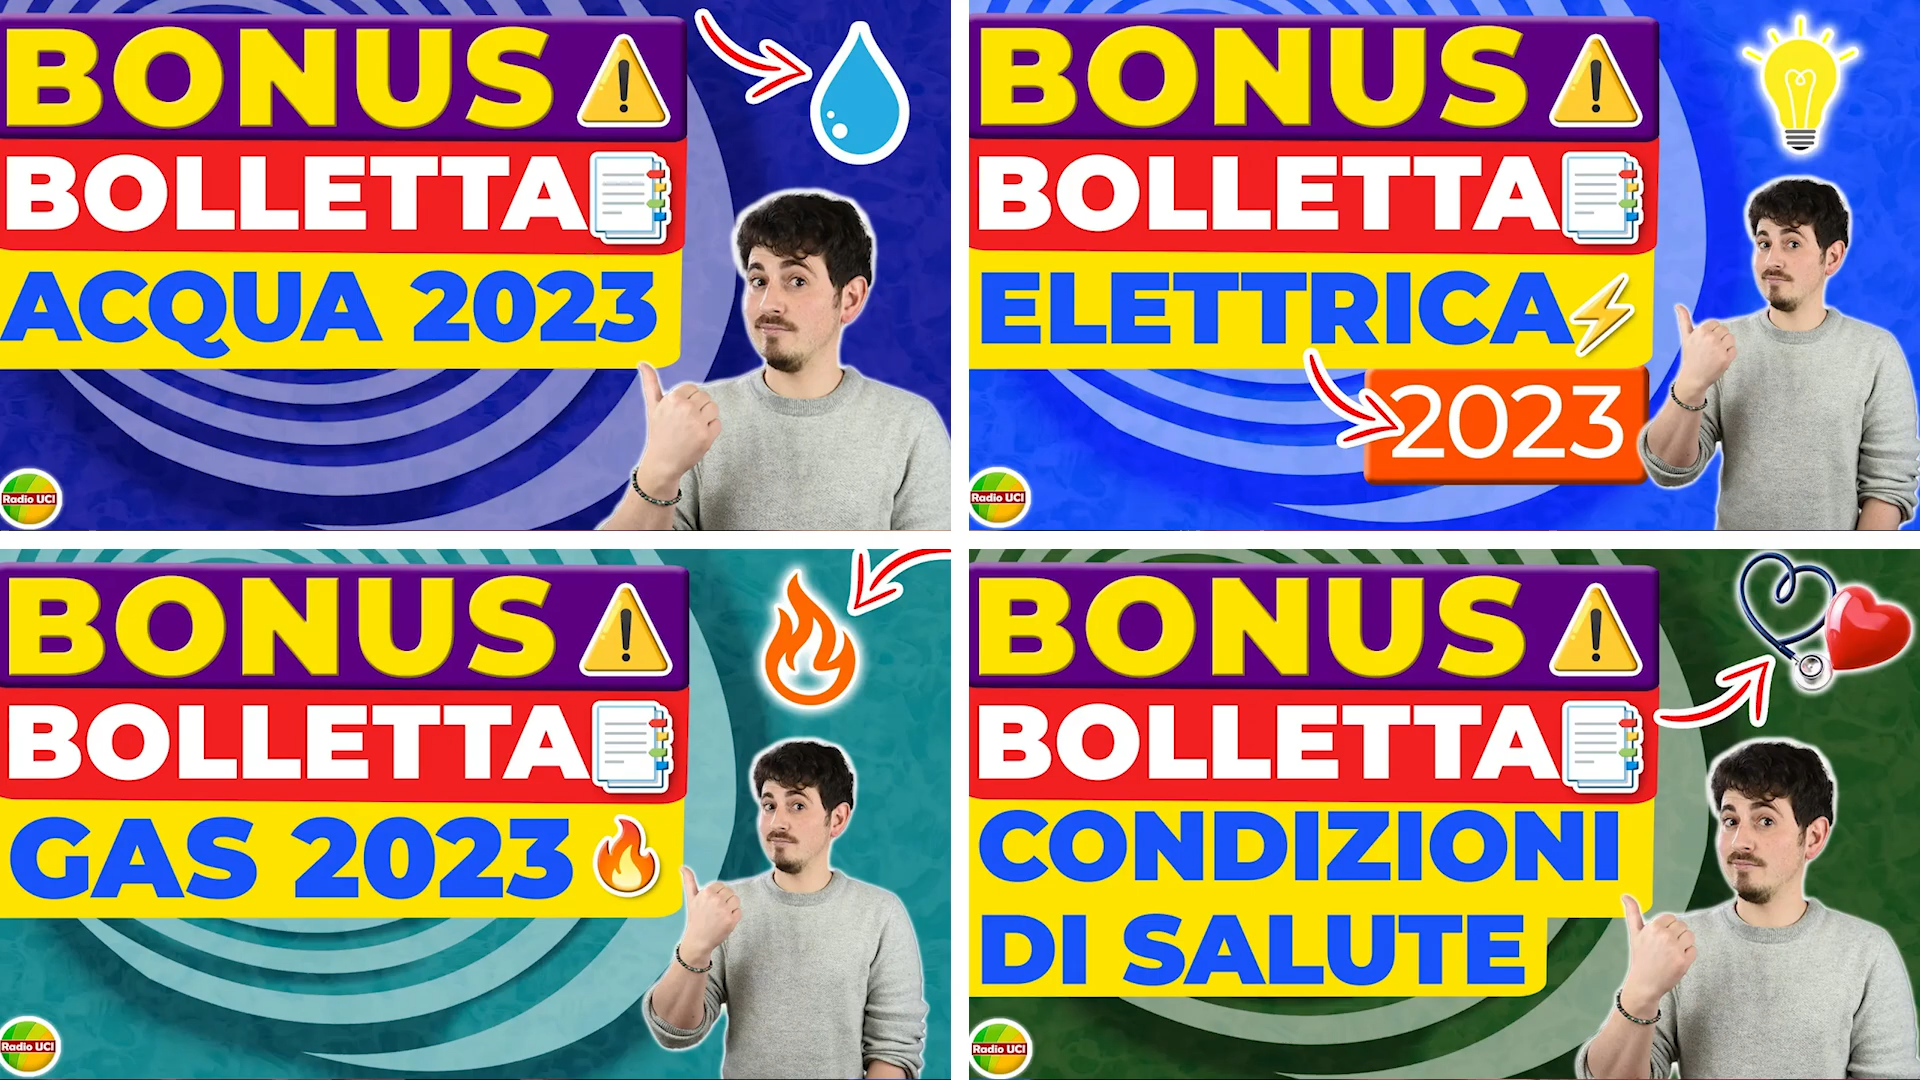 BONUS
BOLLETTA
ACQUA 2023
Radio UCI
BONUS
BOLLETTA
ELETTRICA
2023
Radio UCI
BONUS
BOLLETTA
GAS 2023
Radio UCI
BONUS
BOLLETTA
CONDIZIONI
DI SALUTE
Radio UCI